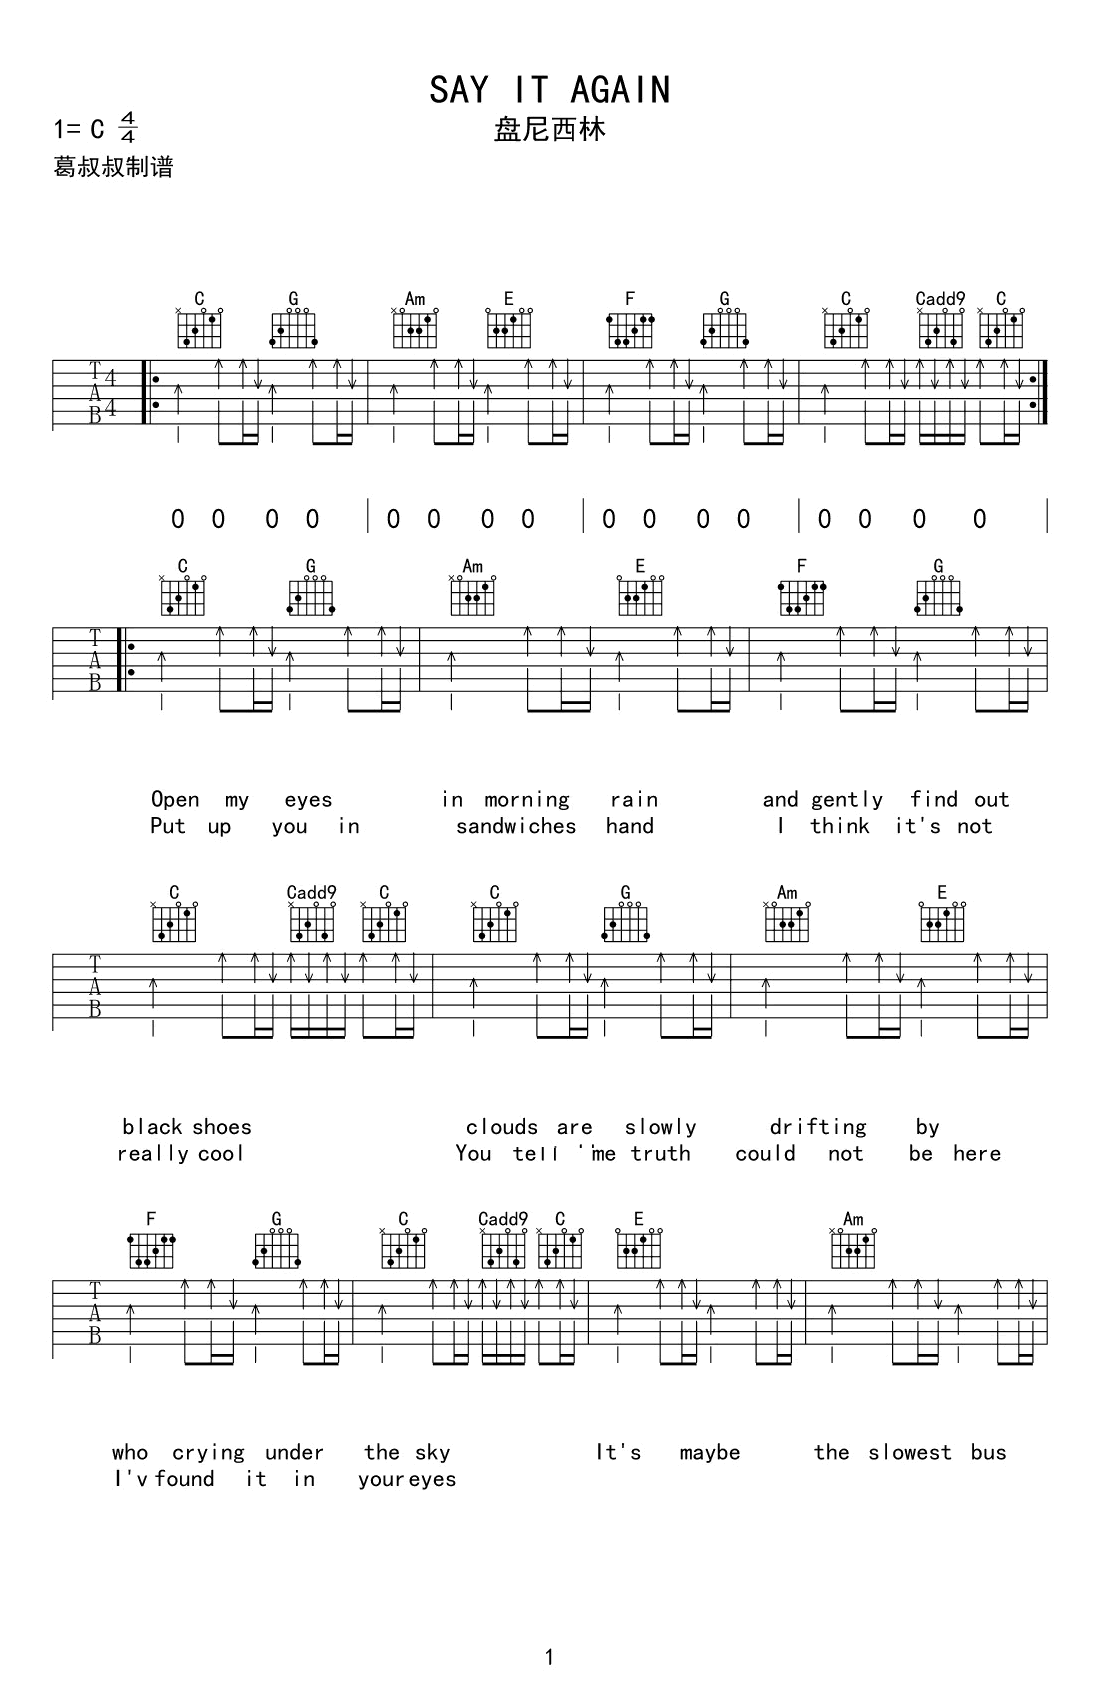 SAY IT AGAIN
1= C 4/4
盘尼西林
葛叔叔制谱
C G Am E F G C Cadd9 C
T A B 4 4
0 0 0 0 0 0 0 0 0 0 0 0 0 0 0 0
C G Am E F G
T A B
Open my eyes in morning rain and gently find out
Put up you in sandwiches hand I think it's not
C Cadd9 C C G Am E
T A B
black shoes clouds are slowly drifting by
really cool You tell me truth could not be here
F G C Cadd9 C E Am
T A B
who crying under the sky It's maybe the slowest bus
I'v found it in your eyes
1